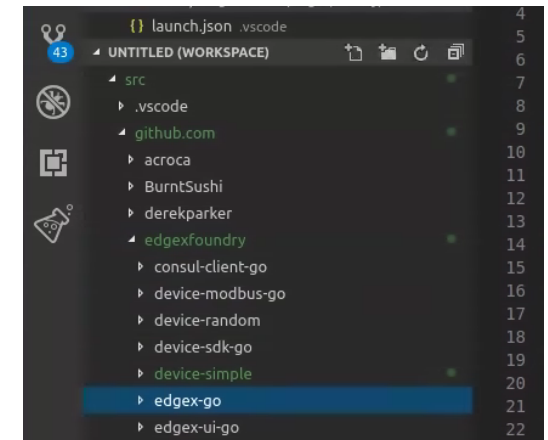 {} launch.json .vscode
43
UNTITLED (WORKSPACE)
src
.vscode
github.com
acroca
BurntSushi
derekparker
edgexfoundry
consul-client-go
device-modbus-go
device-random
device-sdk-go
device-simple
edgex-go
edgex-ui-go
4
5
6
7
8
9
10
11
12
13
14
15
16
17
18
19
20
21
22